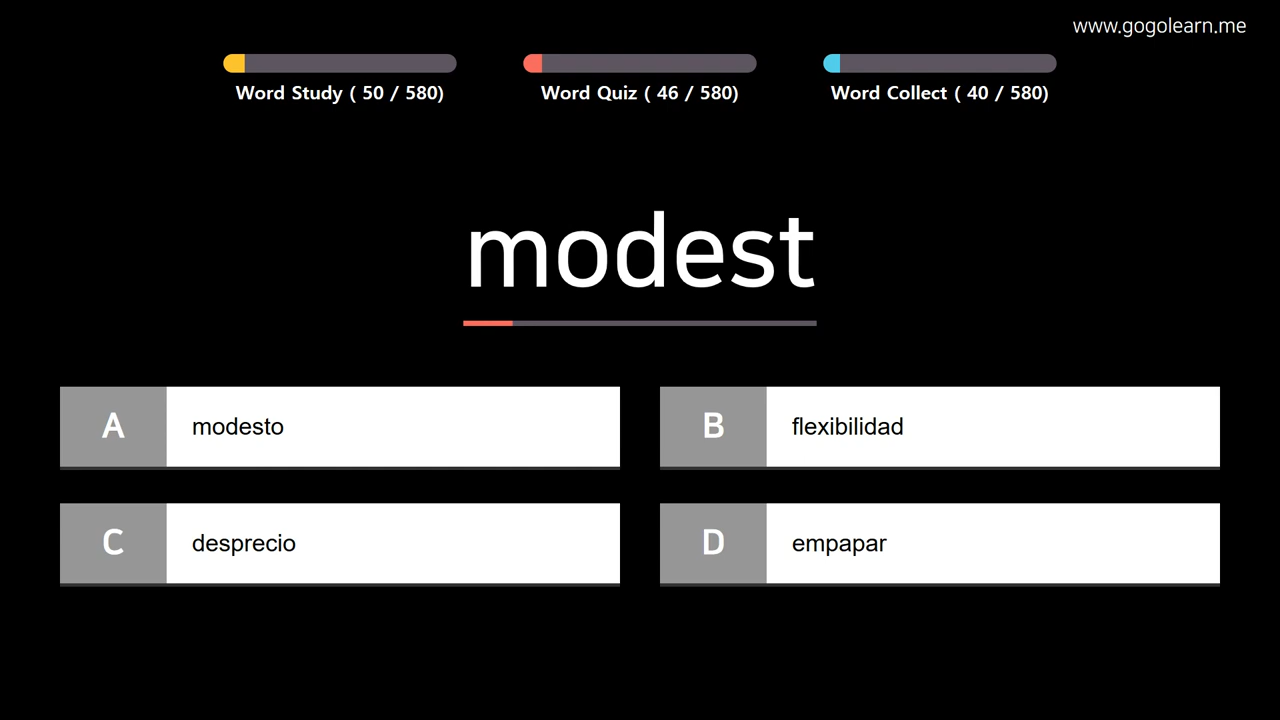 www.gogolearn.me
Word Study ( 50 / 580)
Word Quiz ( 46 / 580)
Word Collect ( 40 / 580)
modest
A modesto
B flexibilidad
C desprecio
D empapar